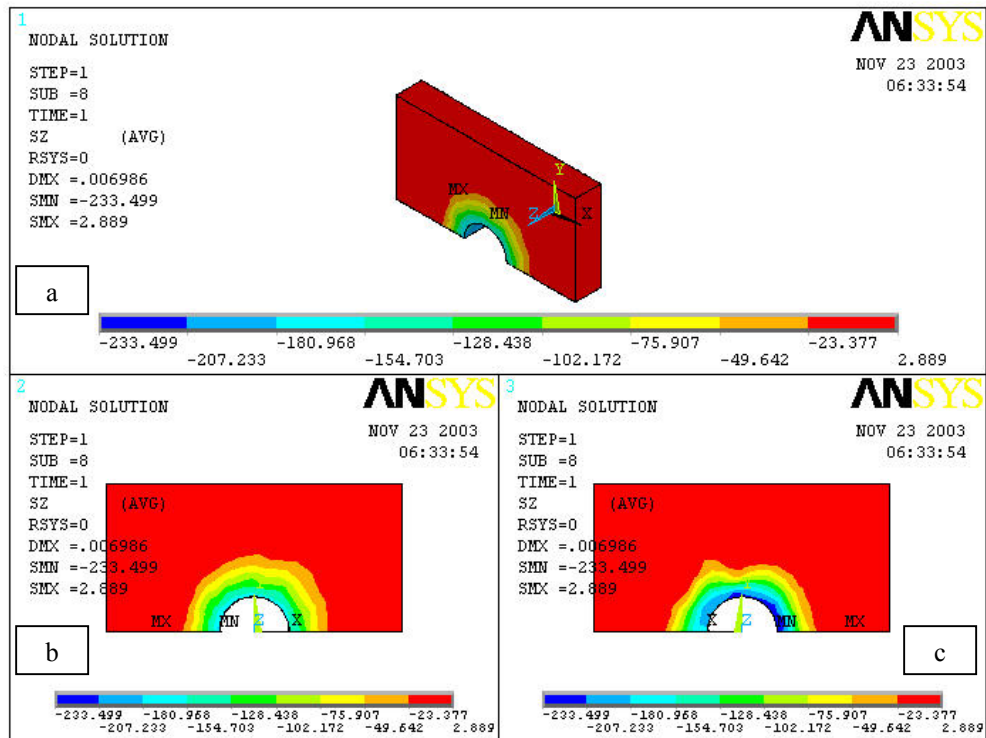 1
NODAL SOLUTION
STEP=1
SUB =8
TIME=1
SZ (AVG)
RSYS=0
DMX =.006986
SMN =-233.499
SMX =2.889
ANSYS
NOV 23 2003
06:33:54
MX
MN
Y
Z
X
a
-233.499 -180.968 -128.438 -75.907 -23.377
-207.233 -154.703 -102.172 -49.642 2.889
2
NODAL SOLUTION
STEP=1
SUB =8
TIME=1
SZ (AVG)
RSYS=0
DMX =.006986
SMN =-233.499
SMX =2.889
ANSYS
NOV 23 2003
06:33:54
MX MN Z X
b
-233.499 -180.968 -128.438 -75.907 -23.377
-207.233 -154.703 -102.172 -49.642 2.889
3
NODAL SOLUTION
STEP=1
SUB =8
TIME=1
SZ (AVG)
RSYS=0
DMX =.006986
SMN =-233.499
SMX =2.889
ANSYS
NOV 23 2003
06:33:54
X Z MN MX
c
-233.499 -180.968 -128.438 -75.907 -23.377
-207.233 -154.703 -102.172 -49.642 2.889